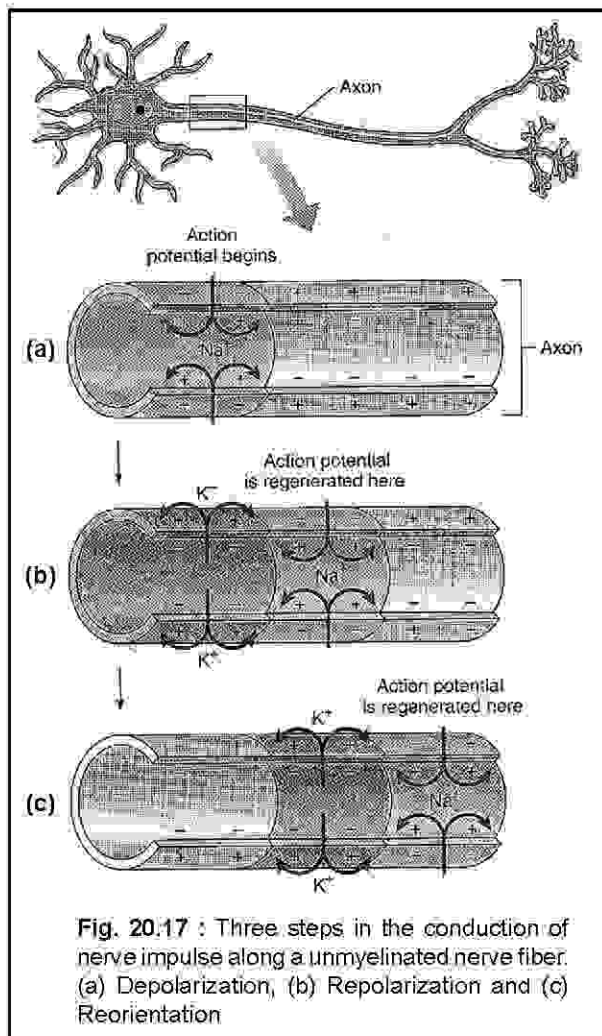 Axon
Action
potential begins
Na⁺
(a)
Axon
Action potential
is regenerated here
K⁺
(b)
Na⁺
K⁺
Action potential
is regenerated here
K⁺
(c)
Na⁺
K⁺
Fig. 20.17 : Three steps in the conduction of
nerve impulse along a unmyelinated nerve fiber.
(a) Depolarization, (b) Repolarization and (c)
Reorientation